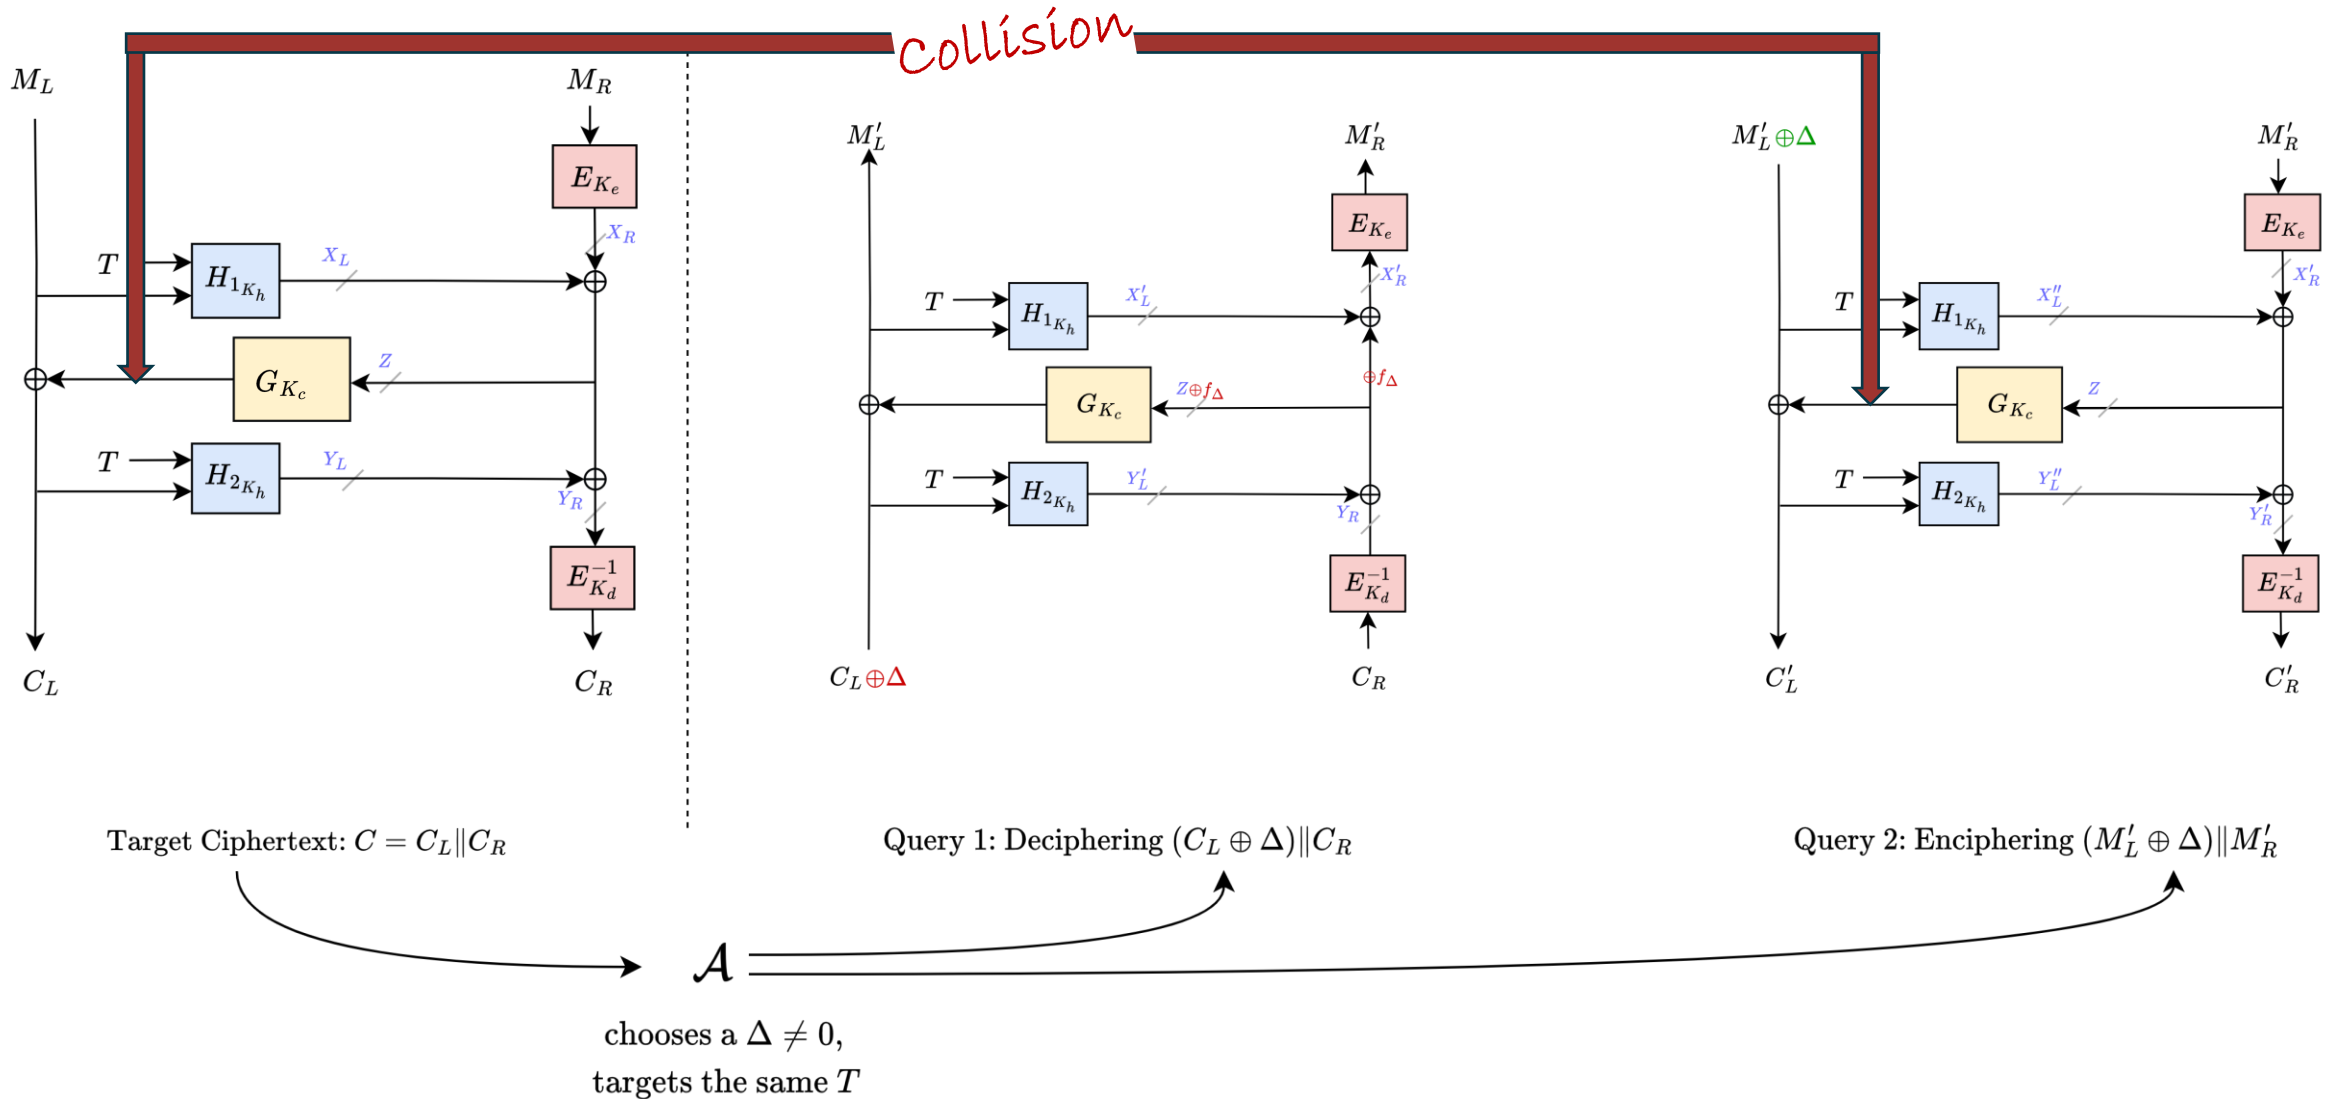 Collision
M_L
M_R
E_{K_e}
X_R
T
H_{1_{K_h}}
X_L
G_{K_c}
Z
T
H_{2_{K_h}}
Y_L
Y_R
E^{-1}_{K_d}
C_L
C_R
Target Ciphertext: C = C_L∥C_R
M'_L
M'_R
E_{K_e}
X'_R
T
H_{1_{K_h}}
X'_L
⊕f_Δ
G_{K_c}
Z⊕f_Δ
T
H_{2_{K_h}}
Y'_L
Y_R
E^{-1}_{K_d}
C_L⊕Δ
C_R
Query 1: Deciphering (C_L ⊕ Δ)∥C_R
M'_L⊕Δ
M'_R
E_{K_e}
X'_R
T
H_{1_{K_h}}
X''_L
G_{K_c}
Z
T
H_{2_{K_h}}
Y''_L
Y'_R
E^{-1}_{K_d}
C'_L
C'_R
Query 2: Enciphering (M'_L ⊕ Δ)∥M'_R
𝒜
chooses a Δ ≠ 0,
targets the same T